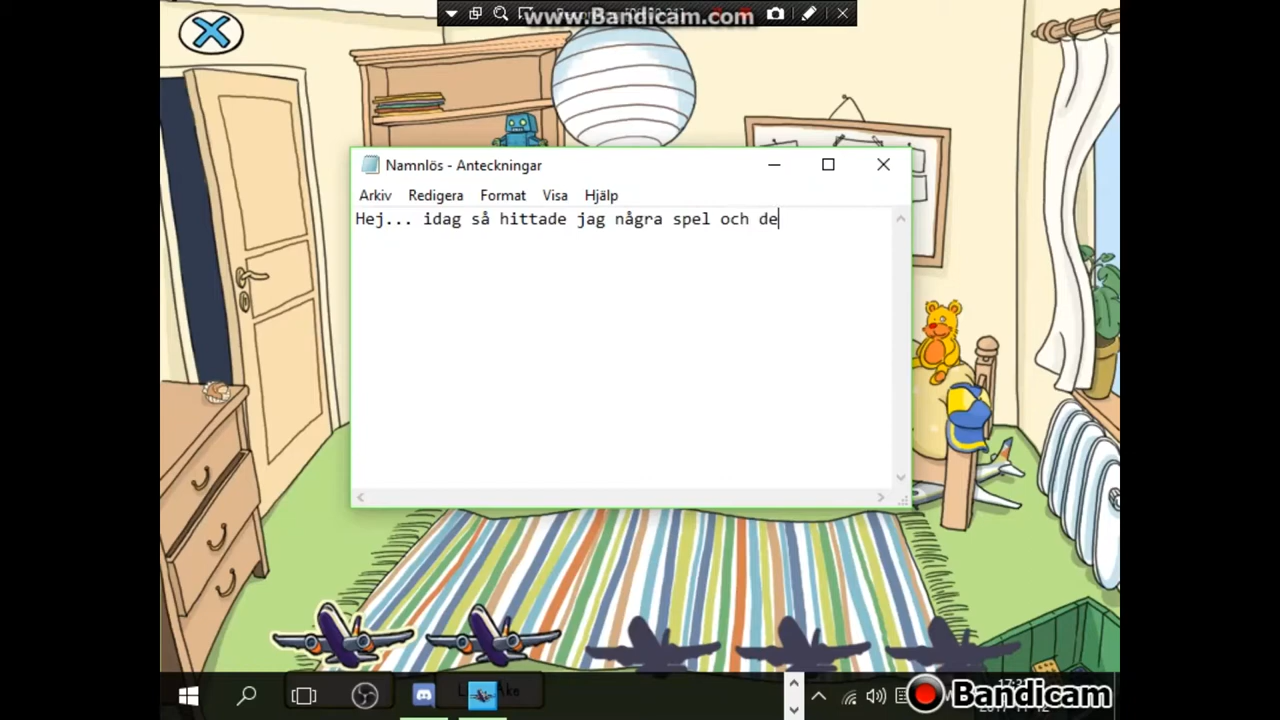 www.Bandicam.com
Namnlös - Anteckningar
Arkiv Redigera Format Visa Hjälp
Hej... idag så hittade jag några spel och de
Bandicam